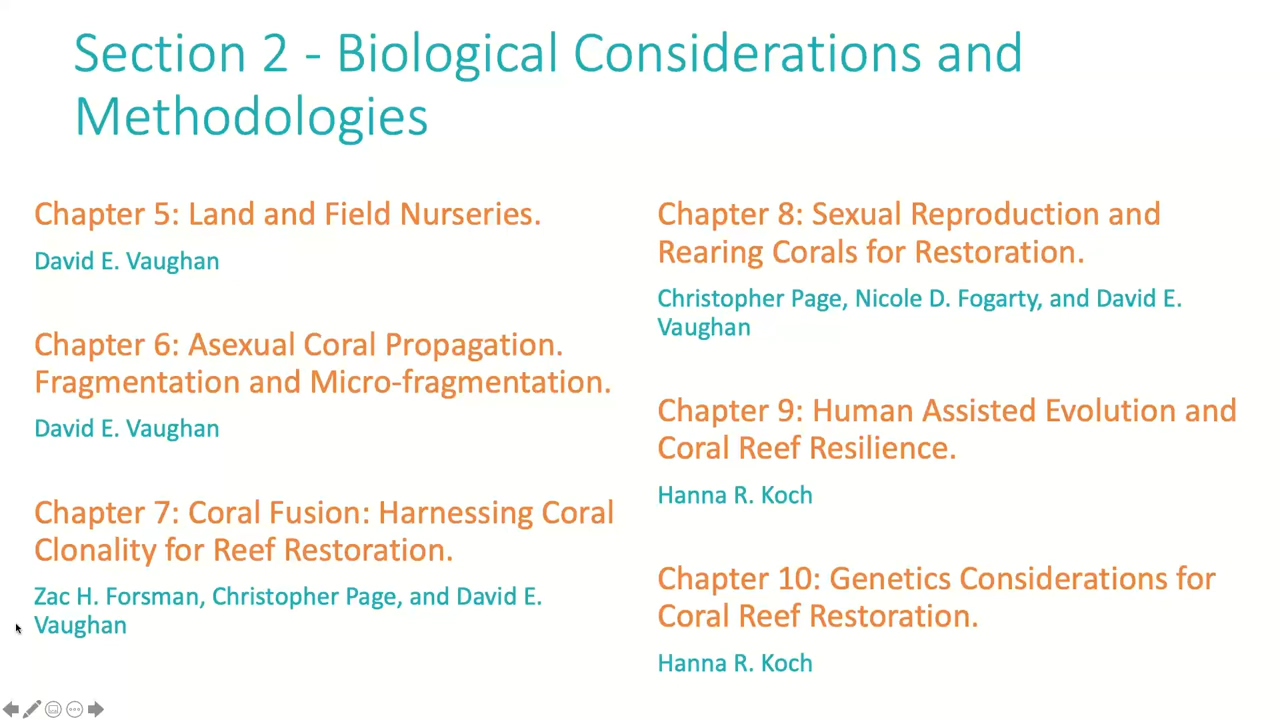 Section 2 - Biological Considerations and
Methodologies
Chapter 5: Land and Field Nurseries.
David E. Vaughan
Chapter 6: Asexual Coral Propagation.
Fragmentation and Micro-fragmentation.
David E. Vaughan
Chapter 7: Coral Fusion: Harnessing Coral
Clonality for Reef Restoration.
Zac H. Forsman, Christopher Page, and David E.
Vaughan
Chapter 8: Sexual Reproduction and
Rearing Corals for Restoration.
Christopher Page, Nicole D. Fogarty, and David E.
Vaughan
Chapter 9: Human Assisted Evolution and
Coral Reef Resilience.
Hanna R. Koch
Chapter 10: Genetics Considerations for
Coral Reef Restoration.
Hanna R. Koch